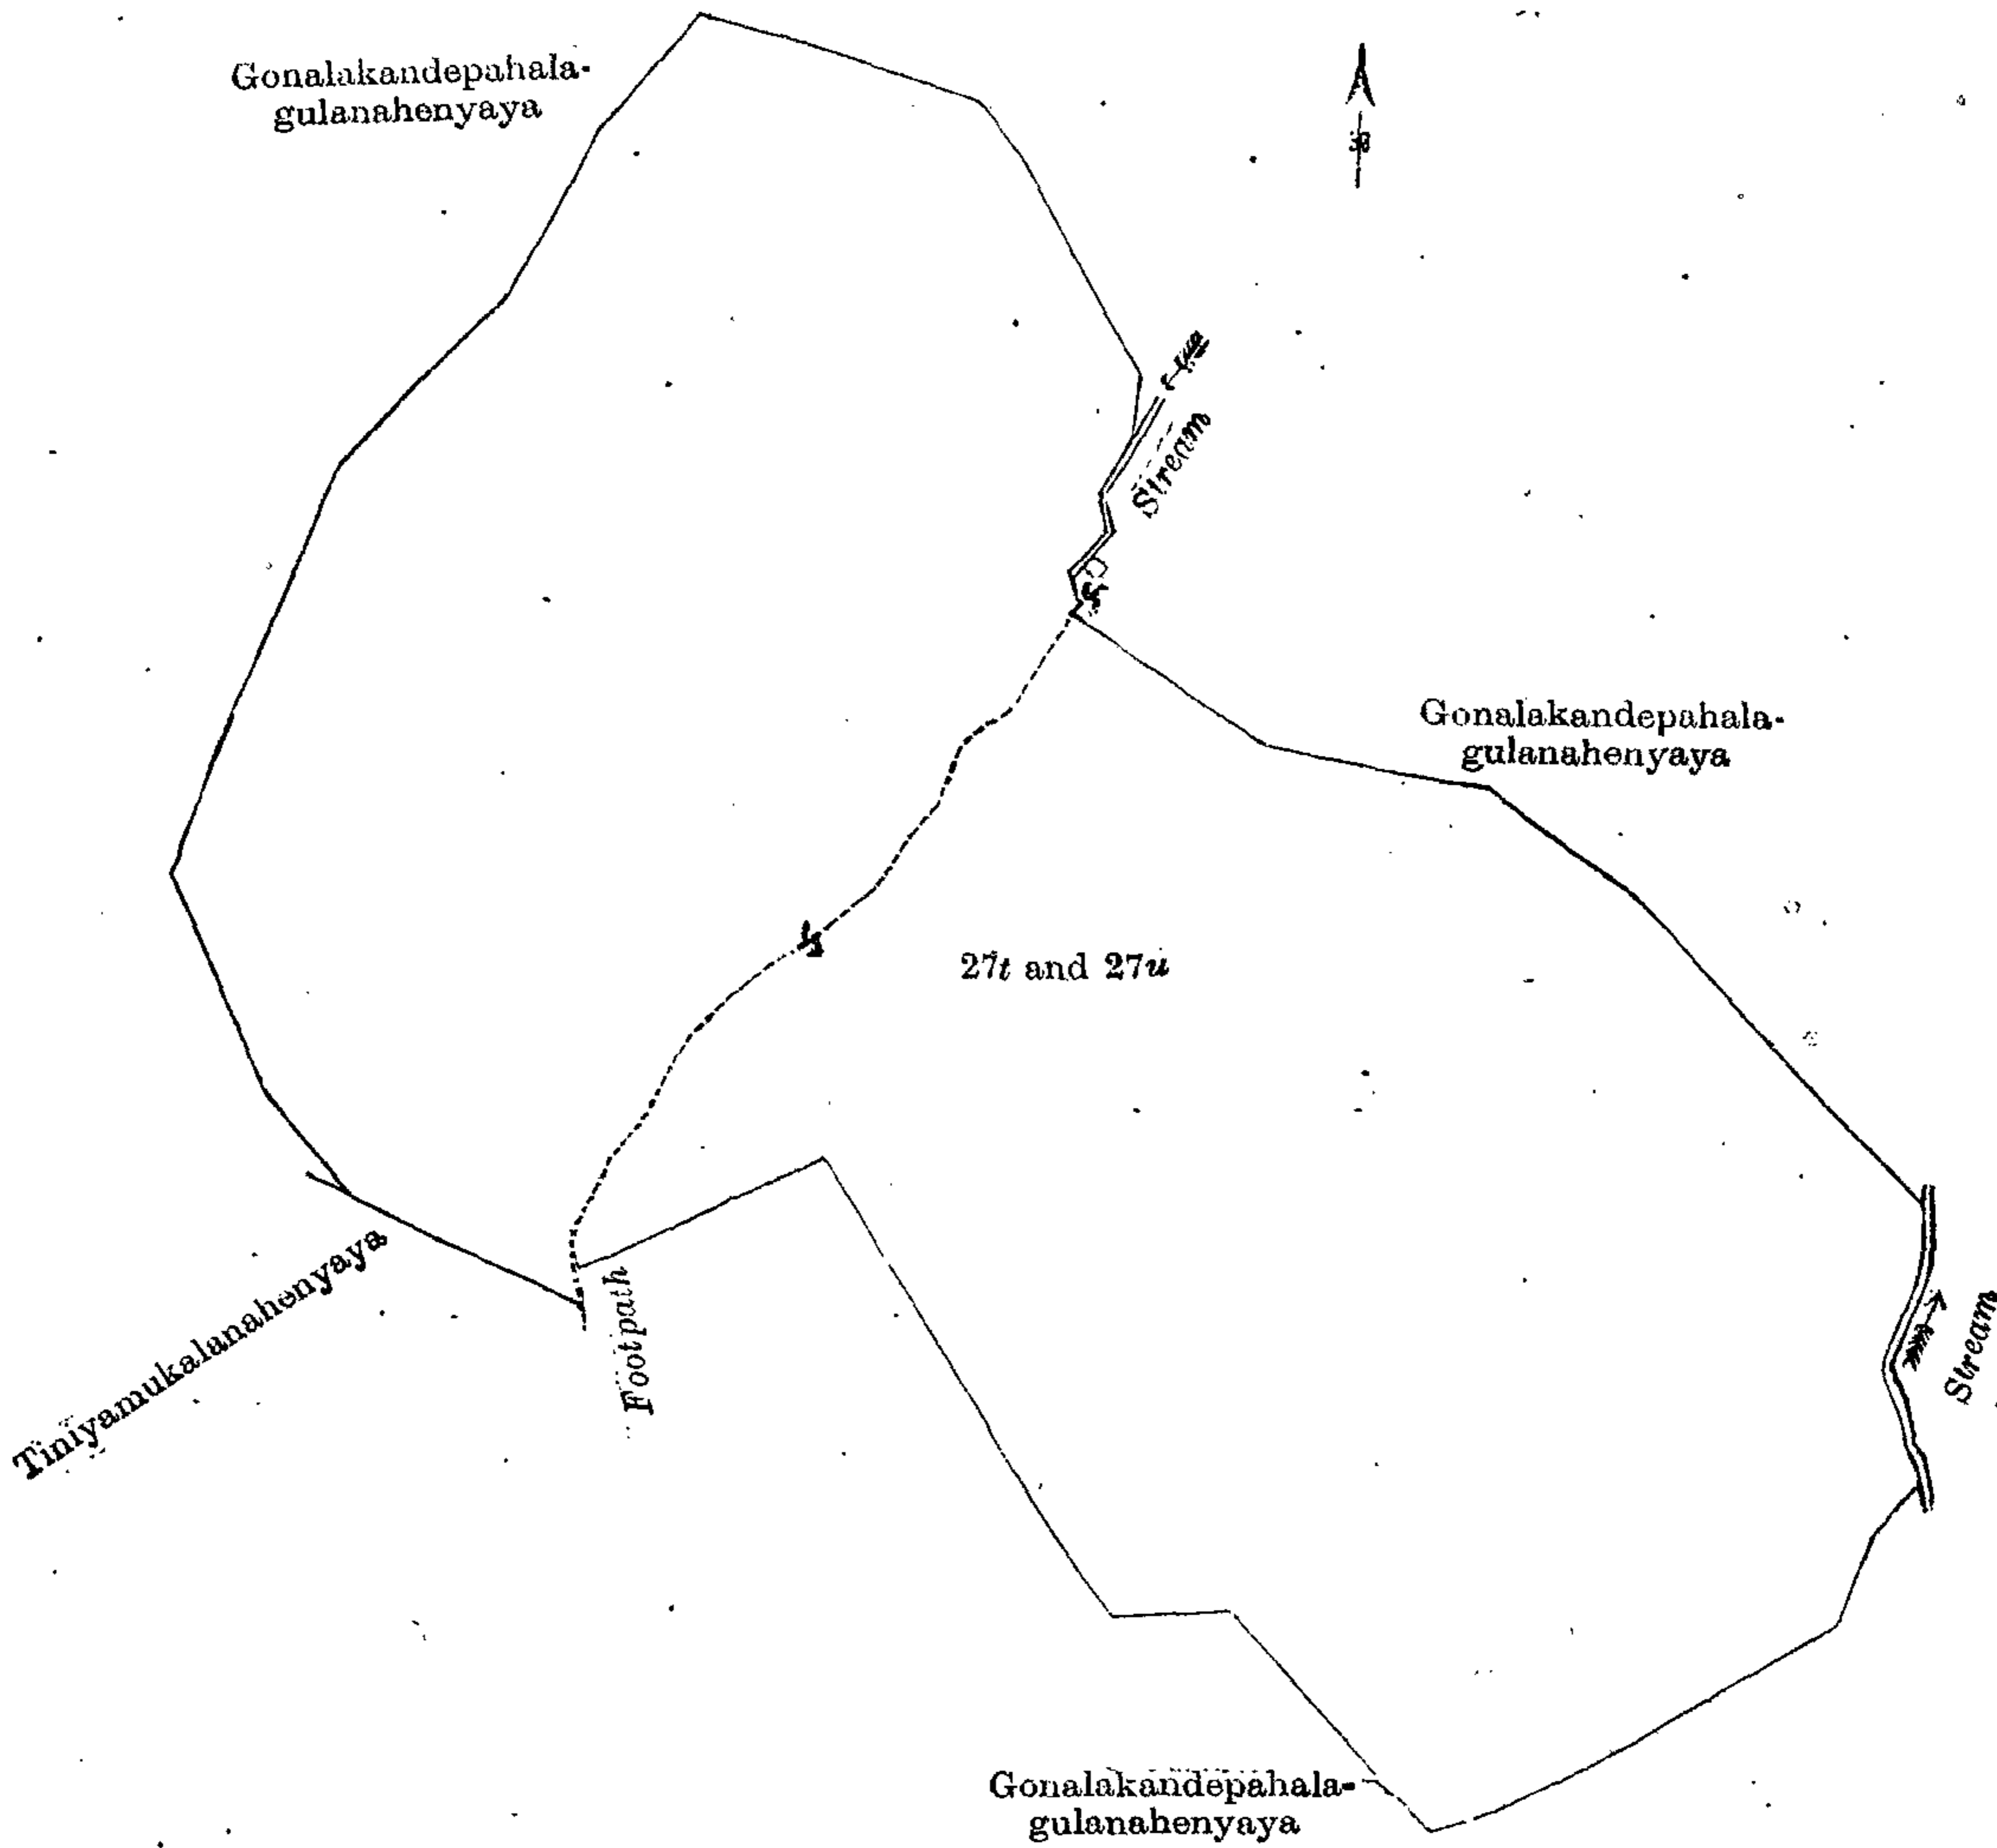 Gonalakandepahala-
gulanahenyaya
Stream
Gonalakandepahala-
gulanahenyaya
27t and 27u
Tiniyamukalanahenyaya
Footpath
Stream
Gonalakandepahala-
gulanahenyaya